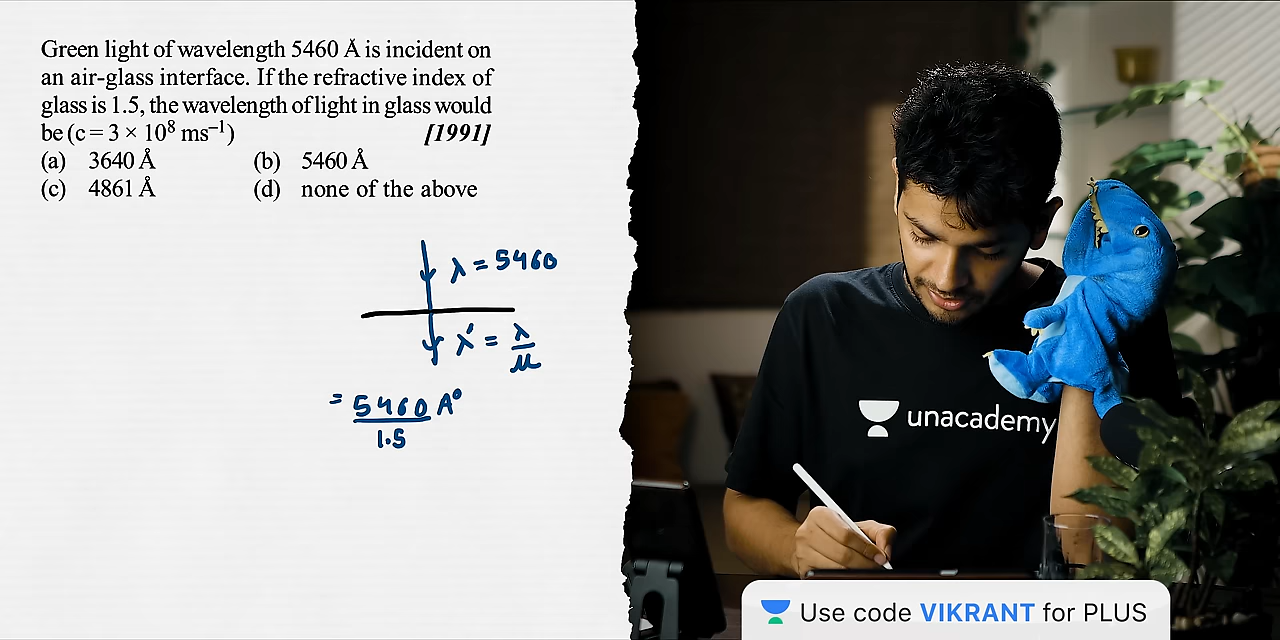 Green light of wavelength 5460 Å is incident on
an air-glass interface. If the refractive index of
glass is 1.5, the wavelength of light in glass would
be (c = 3 × 10⁸ ms⁻¹) [1991]
(a) 3640 Å (b) 5460 Å
(c) 4861 Å (d) none of the above
λ = 5460
λ' = λ/μ
= 5460/1.5 A°
unacademy
Use code VIKRANT for PLUS